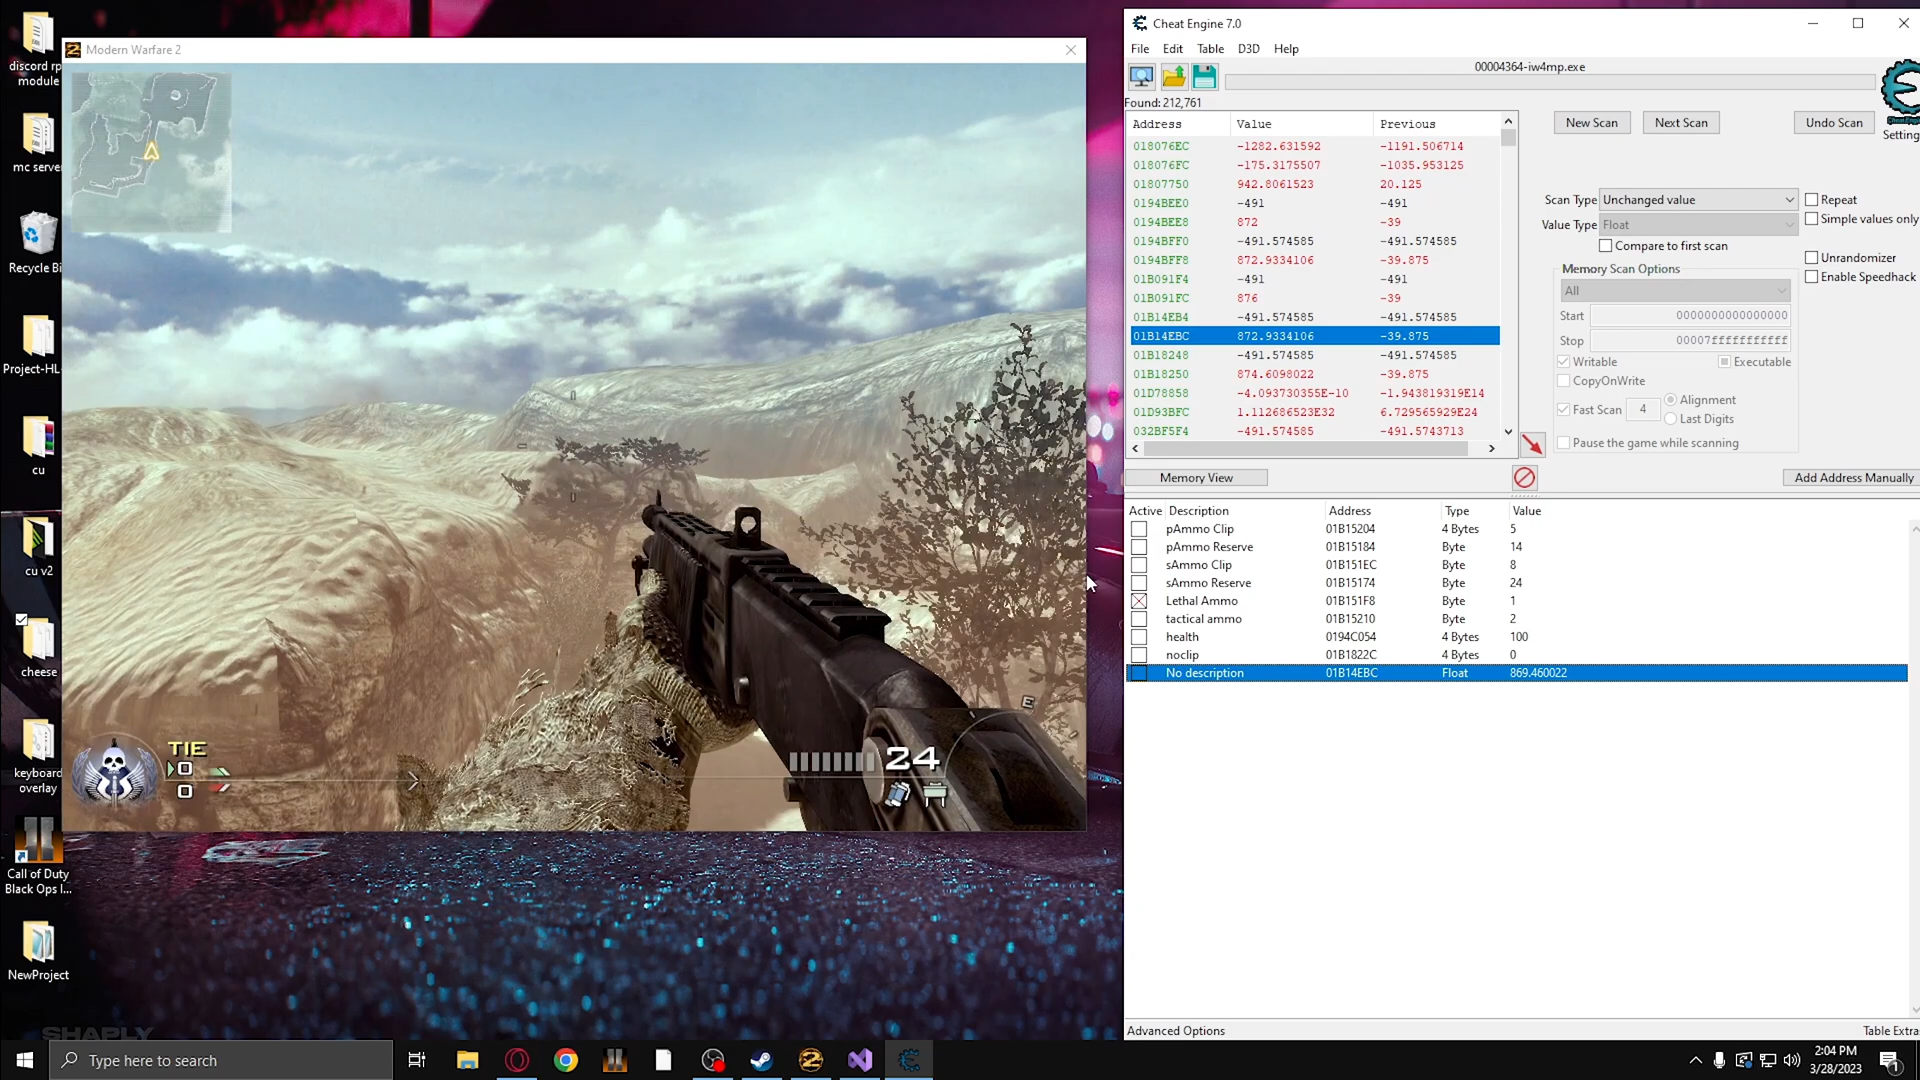 discord rp
module
mc serve
Recycle Bi
Project-HL
cu
cu v2
cheese
keyboard
overlay
Call of Duty
Black Ops I...
NewProject
SHAPLY
Modern Warfare 2
TIE
0
0
24
E
Cheat Engine 7.0
File Edit Table D3D Help
00004364-iw4mp.exe
Found: 212,761
Address Value Previous
018076EC -1282.631592 -1191.506714
018076FC -175.3175507 -1035.953125
01807750 942.8061523 20.125
0194BEE0 -491 -491
0194BEE8 872 -39
0194BFF0 -491.574585 -491.574585
0194BFF8 872.9334106 -39.875
01B091F4 -491 -491
01B091FC 876 -39
01B14EB4 -491.574585 -491.574585
01B14EBC 872.9334106 -39.875
01B18248 -491.574585 -491.574585
01B18250 874.6098022 -39.875
01D78858 -4.093730355E-10 -1.943819319E14
01D93BFC 1.112686523E32 6.729565929E24
032BF5F4 -491.574585 -491.5743713
New Scan Next Scan Undo Scan
Cheat Engine
Setting
Scan Type Unchanged value
Value Type Float
Compare to first scan
Repeat
Simple values only
Unrandomizer
Enable Speedhack
Memory Scan Options
All
Start 0000000000000000
Stop 00007fffffffffff
Writable Executable
CopyOnWrite
Fast Scan 4 Alignment
Last Digits
Pause the game while scanning
Memory View Add Address Manually
Active Description Address Type Value
pAmmo Clip 01B15204 4 Bytes 5
pAmmo Reserve 01B15184 Byte 14
sAmmo Clip 01B151EC Byte 8
sAmmo Reserve 01B15174 Byte 24
Lethal Ammo 01B151F8 Byte 1
tactical ammo 01B15210 Byte 2
health 0194C054 4 Bytes 100
noclip 01B1822C 4 Bytes 0
No description 01B14EBC Float 869.460022
Advanced Options Table Extra
Type here to search
2:04 PM
3/28/2023
1